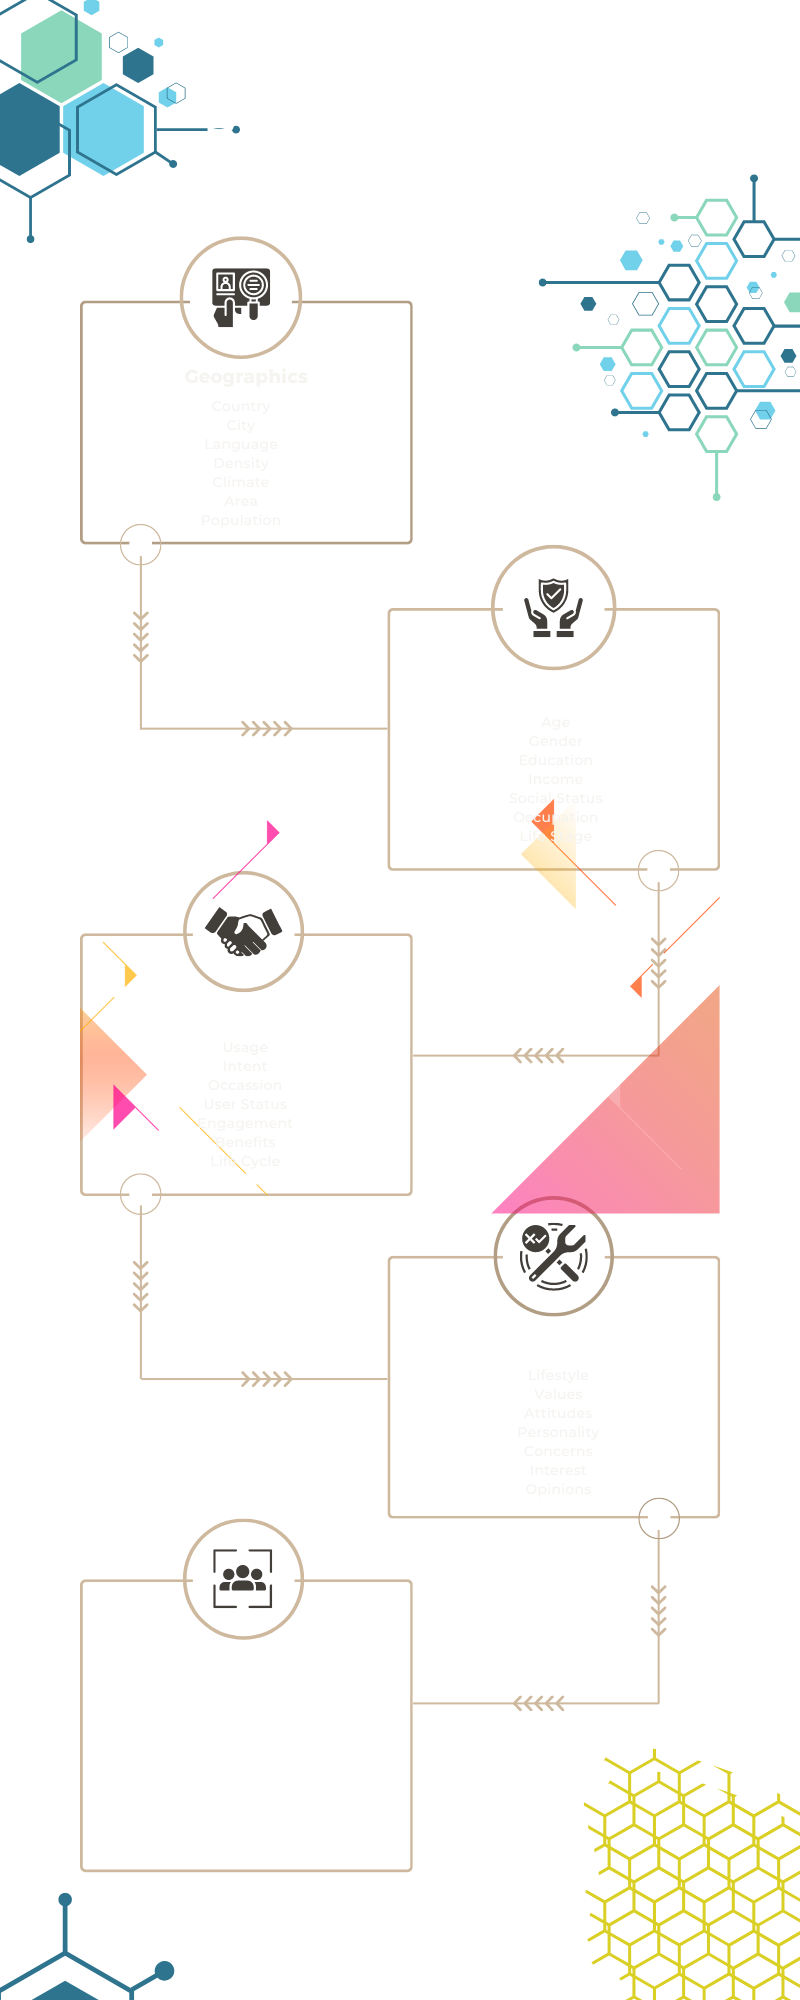 Geographics
Country
City
Language
Density
Climate
Area
Population
Age
Gender
Education
Income
Social Status
Occupation
Life Stage
Usage
Intent
Occassion
User Status
Engagement
Benefits
Life Cycle
Lifestyle
Values
Attitudes
Personality
Concerns
Interest
Opinions